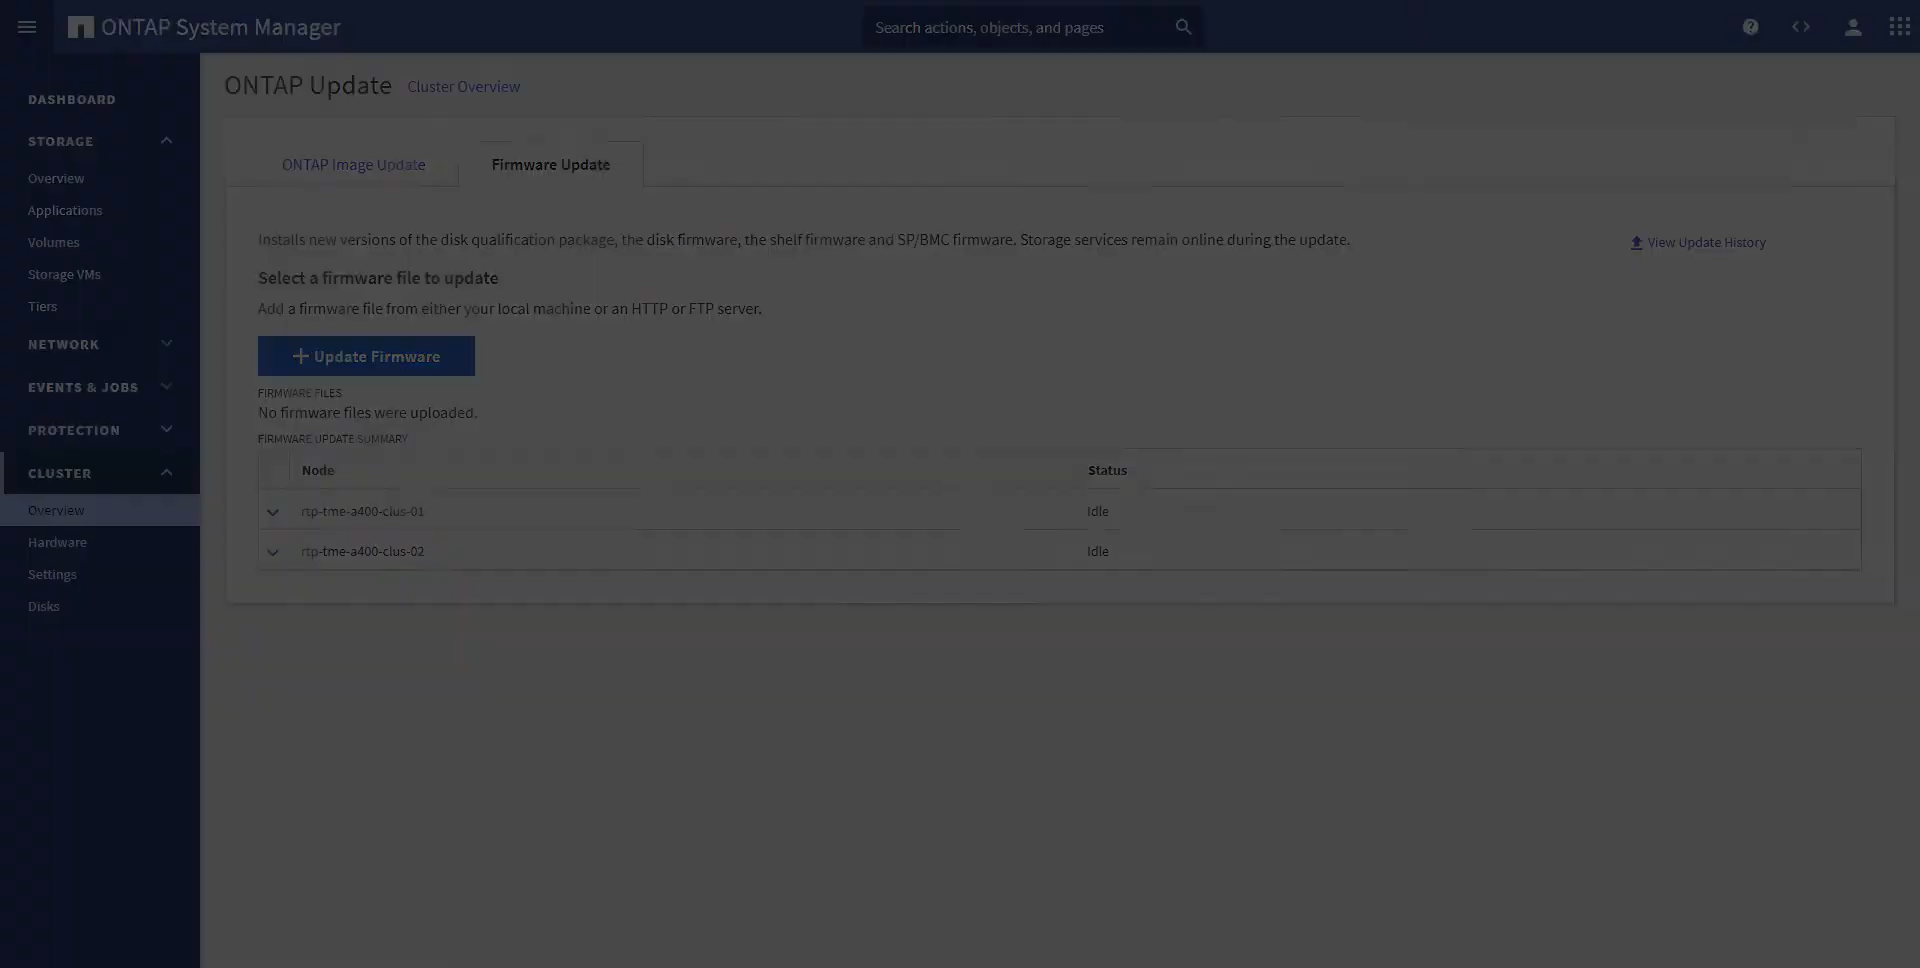 ONTAP System Manager
Search actions, objects, and pages
ONTAP Update Cluster Overview
DASHBOARD
STORAGE
Overview
Applications
Volumes
Storage VMs
Tiers
NETWORK
EVENTS & JOBS
PROTECTION
CLUSTER
Overview
Hardware
Settings
Disks
ONTAP Image Update
Firmware Update
Installs new versions of the disk qualification package, the disk firmware, the shelf firmware and SP/BMC firmware. Storage services remain online during the update.
View Update History
Select a firmware file to update
Add a firmware file from either your local machine or an HTTP or FTP server.
+ Update Firmware
FIRMWARE FILES
No firmware files were uploaded.
FIRMWARE UPDATE SUMMARY
Node Status
rtp-tme-a400-clus-01 Idle
rtp-tme-a400-clus-02 Idle